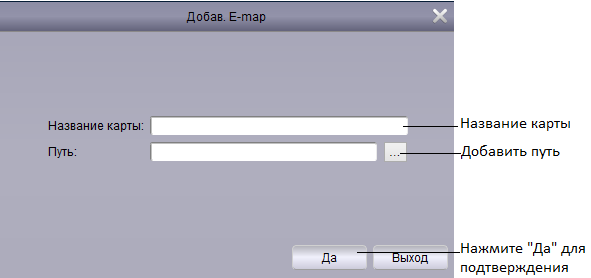 Добав. E-map
Название карты:
Название карты
Путь:
...
Добавить путь
Да
Выход
Нажмите "Да" для
подтверждения